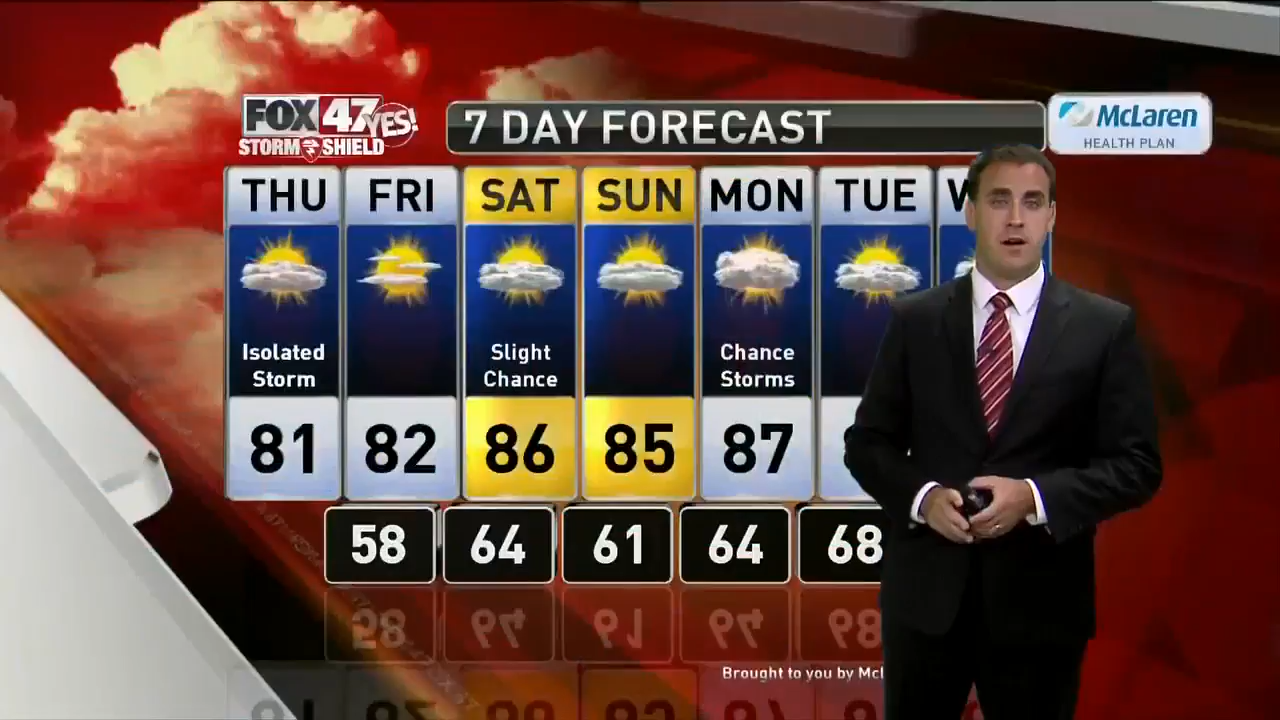 FOX 47 YES!
STORM SHIELD
7 DAY FORECAST
McLaren
HEALTH PLAN
THU FRI SAT SUN MON TUE W
Isolated Storm
Slight Chance
Chance Storms
81 82 86 85 87
58 64 61 64 68
Brought to you by McL